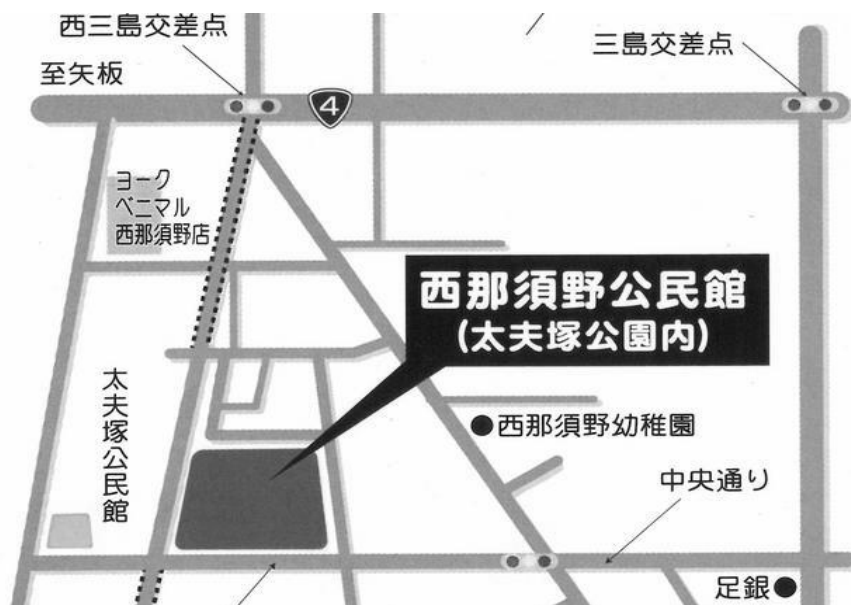 西三島交差点
三島交差点
至矢板
4
ヨーク
ベニマル
西那須野店
西那須野公民館
(太夫塚公園内)
太夫塚公民館
西那須野幼稚園
中央通り
足銀